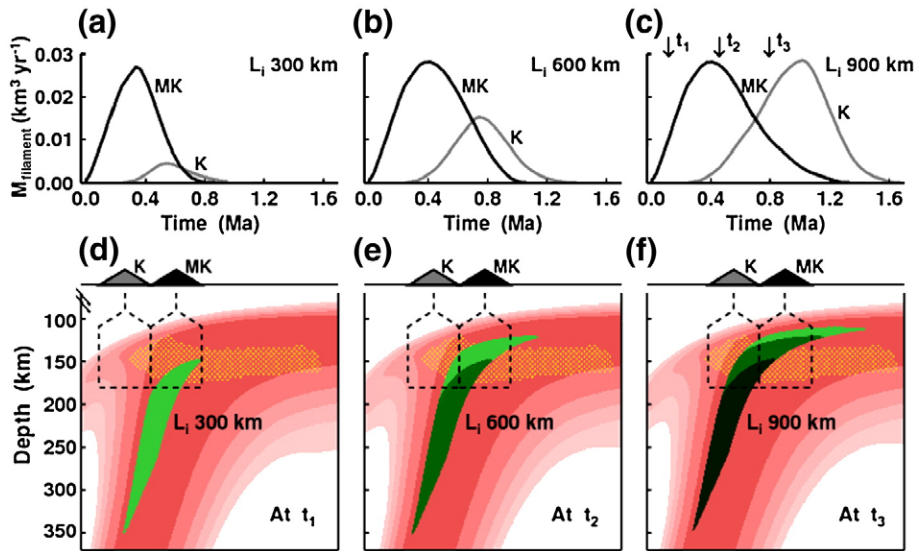 (a)
(b)
(c)
M filament (km³ yr⁻¹)
0.03
0.02
0.01
0.00
Lᵢ 300 km
MK
K
0.0 0.4 0.8 1.2 1.6
Time (Ma)
Lᵢ 600 km
MK
K
0.0 0.4 0.8 1.2 1.6
Time (Ma)
t₁ t₂ t₃
Lᵢ 900 km
MK
K
0.0 0.4 0.8 1.2 1.6
Time (Ma)
(d)
(e)
(f)
K MK
Depth (km)
100
150
200
250
300
350
Lᵢ 300 km
At t₁
K MK
Lᵢ 600 km
At t₂
K MK
Lᵢ 900 km
At t₃